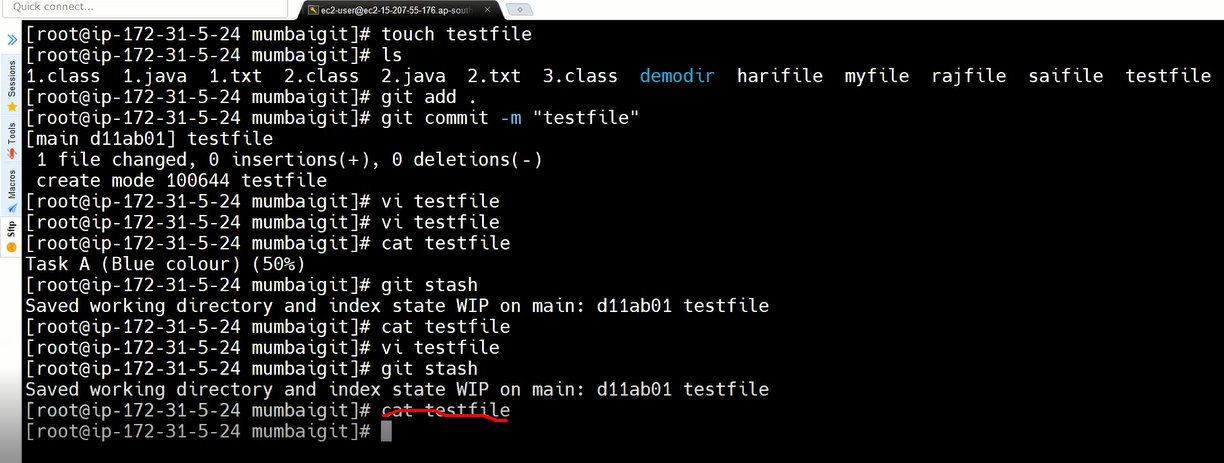 Quick connect...
ec2-user@ec2-15-207-55-176.ap-sout
Sessions
Tools
Macros
Sftp
[root@ip-172-31-5-24 mumbaigit]# touch testfile
[root@ip-172-31-5-24 mumbaigit]# ls
1.class 1.java 1.txt 2.class 2.java 2.txt 3.class demodir harifile myfile rajfile saifile testfile
[root@ip-172-31-5-24 mumbaigit]# git add .
[root@ip-172-31-5-24 mumbaigit]# git commit -m "testfile"
[main d11ab01] testfile
1 file changed, 0 insertions(+), 0 deletions(-)
create mode 100644 testfile
[root@ip-172-31-5-24 mumbaigit]# vi testfile
[root@ip-172-31-5-24 mumbaigit]# vi testfile
[root@ip-172-31-5-24 mumbaigit]# cat testfile
Task A (Blue colour) (50%)
[root@ip-172-31-5-24 mumbaigit]# git stash
Saved working directory and index state WIP on main: d11ab01 testfile
[root@ip-172-31-5-24 mumbaigit]# cat testfile
[root@ip-172-31-5-24 mumbaigit]# vi testfile
[root@ip-172-31-5-24 mumbaigit]# git stash
Saved working directory and index state WIP on main: d11ab01 testfile
[root@ip-172-31-5-24 mumbaigit]# cat testfile
[root@ip-172-31-5-24 mumbaigit]#